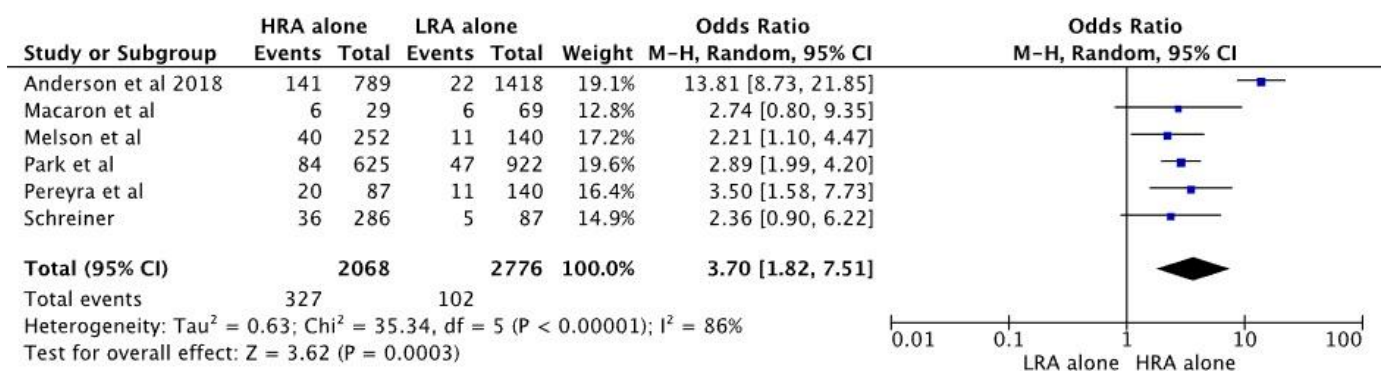 HRA alone LRA alone Odds Ratio Odds Ratio
Study or Subgroup Events Total Events Total Weight M-H, Random, 95% CI M-H, Random, 95% CI
Anderson et al 2018 141 789 22 1418 19.1% 13.81 [8.73, 21.85]
Macaron et al 6 29 6 69 12.8% 2.74 [0.80, 9.35]
Melson et al 40 252 11 140 17.2% 2.21 [1.10, 4.47]
Park et al 84 625 47 922 19.6% 2.89 [1.99, 4.20]
Pereyra et al 20 87 11 140 16.4% 3.50 [1.58, 7.73]
Schreiner 36 286 5 87 14.9% 2.36 [0.90, 6.22]
Total (95% CI) 2068 2776 100.0% 3.70 [1.82, 7.51]
Total events 327 102
Heterogeneity: Tau² = 0.63; Chi² = 35.34, df = 5 (P < 0.00001); I² = 86%
Test for overall effect: Z = 3.62 (P = 0.0003)
0.01 0.1 1 10 100
LRA alone HRA alone